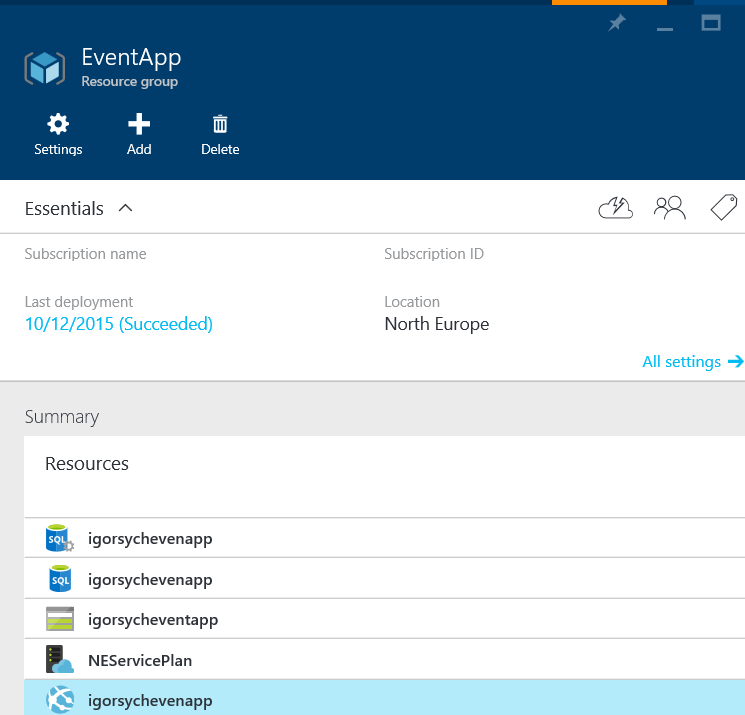 EventApp
Resource group
Settings
Add
Delete
Essentials
Subscription name
Subscription ID
Last deployment
10/12/2015 (Succeeded)
Location
North Europe
All settings
Summary
Resources
SQL
igorsychevenapp
SQL
igorsychevenapp
igorsycheventapp
NEServicePlan
igorsychevenapp